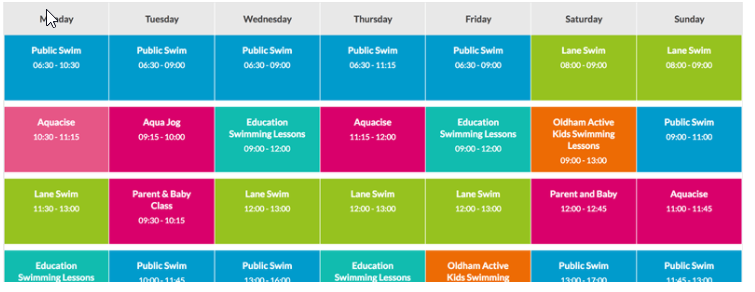 Monday Tuesday Wednesday Thursday Friday Saturday Sunday
Public Swim Public Swim Public Swim Public Swim Public Swim Lane Swim Lane Swim
06:30 - 10:30 06:30 - 09:00 06:30 - 09:00 06:30 - 11:15 06:30 - 09:00 08:00 - 09:00 08:00 - 09:00
Aquacise Aqua Jog Education Aquacise Education Oldham Active Public Swim
10:30 - 11:15 09:15 - 10:00 Swimming Lessons 11:15 - 12:00 Swimming Lessons Kids Swimming 09:00 - 11:00
09:00 - 12:00 09:00 - 12:00 Lessons
09:00 - 13:00
Lane Swim Parent & Baby Lane Swim Lane Swim Lane Swim Parent and Baby Aquacise
11:30 - 13:00 Class 12:00 - 13:00 12:00 - 13:00 12:00 - 13:00 12:00 - 12:45 11:00 - 11:45
09:30 - 10:15
Education Public Swim Public Swim Education Oldham Active Public Swim Public Swim
Swimming Lessons 10:00 - 11:45 13:00 - 16:00 Swimming Lessons Kids Swimming 13:00 - 17:00 11:45 - 13:00